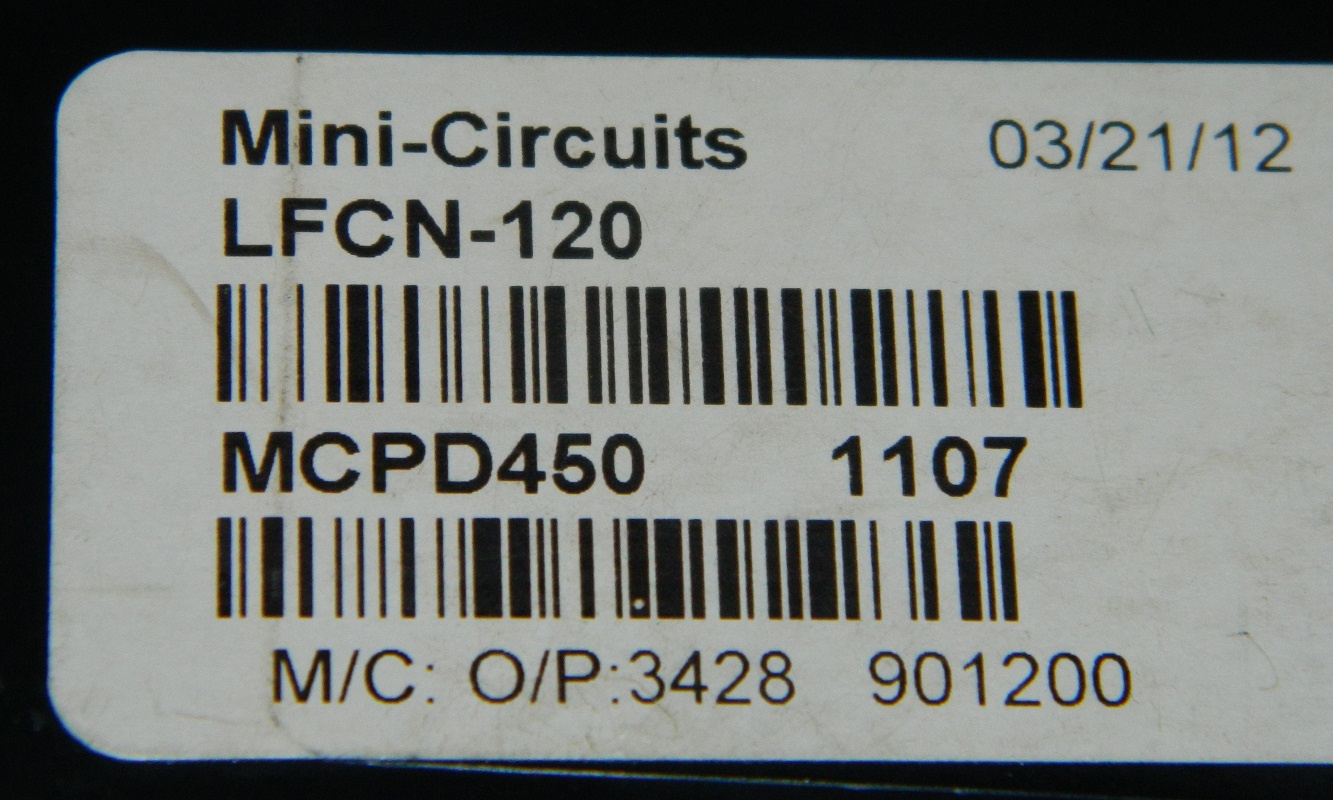 Mini-Circuits 03/21/12
LFCN-120
MCPD450 1107
M/C: O/P:3428 901200